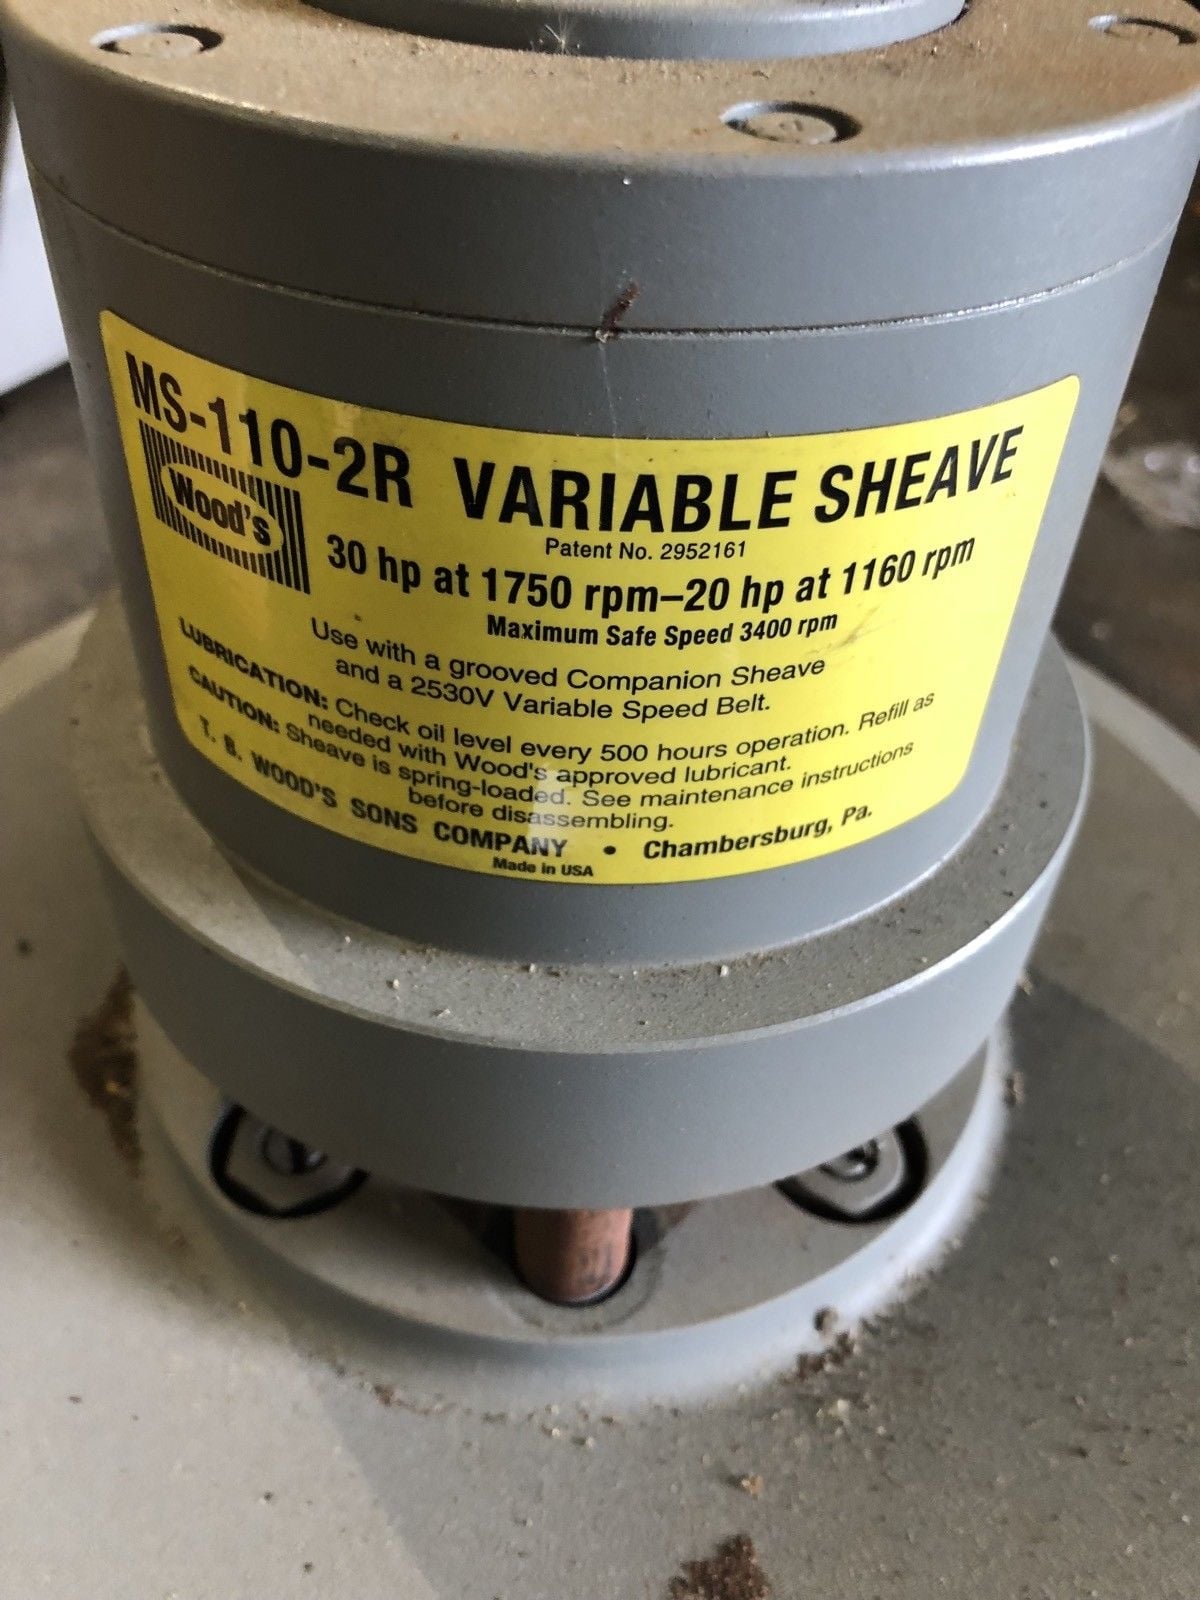 MS-110-2R VARIABLE SHEAVE
Wood's
Patent No. 2952161
30 hp at 1750 rpm–20 hp at 1160 rpm
Maximum Safe Speed 3400 rpm
Use with a grooved Companion Sheave
and a 2530V Variable Speed Belt.
LUBRICATION: Check oil level every 500 hours operation. Refill as
needed with Wood's approved lubricant.
CAUTION: Sheave is spring-loaded. See maintenance instructions
before disassembling.
T. B. WOOD'S SONS COMPANY • Chambersburg, Pa.
Made in USA